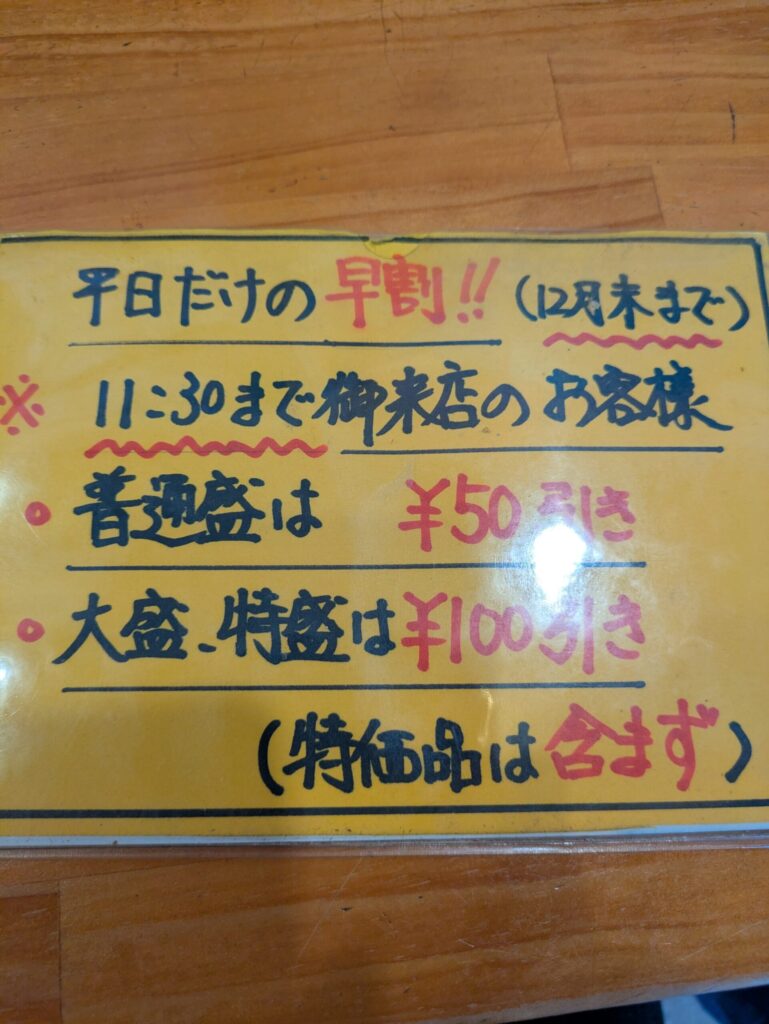 平日だけの早割!! (12月末まで)
※ 11:30まで御来店のお客様
• 普通盛は ¥50引き
• 大盛、特盛は¥100引き
(特価品は含まず)